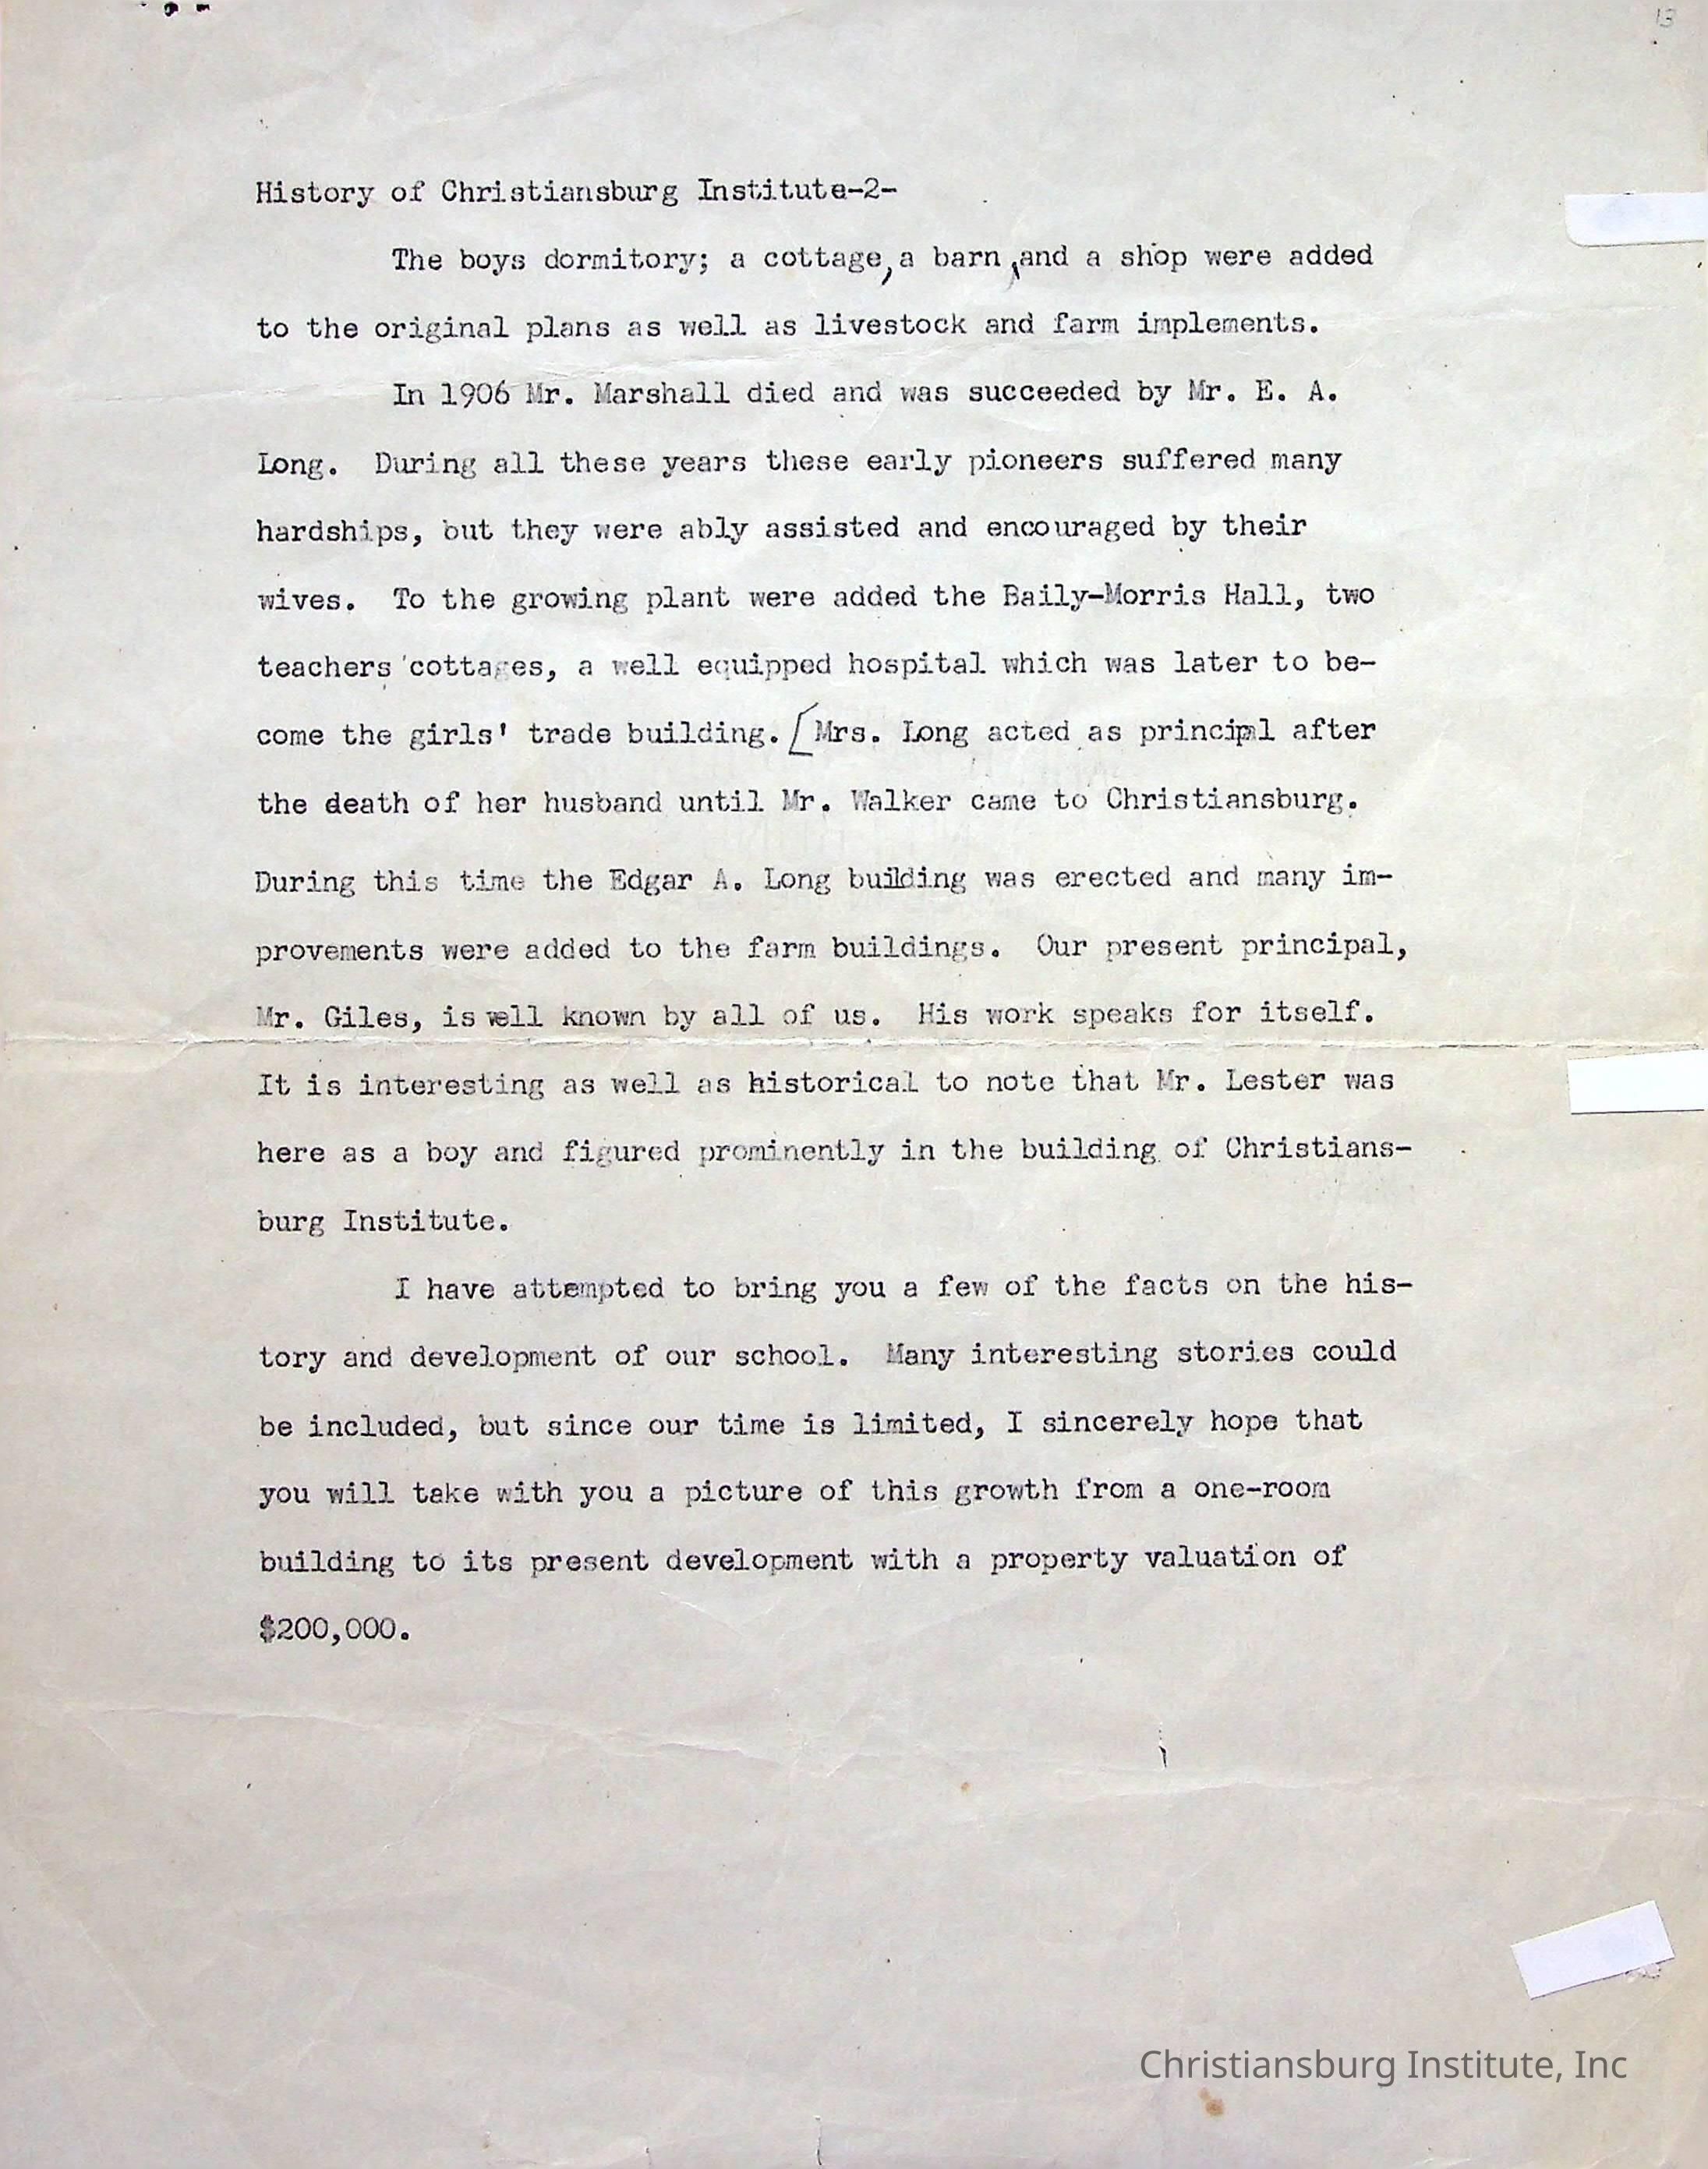 13
History of Christiansburg Institute-2-
The boys dormitory; a cottage, a barn, and a shop were added
to the original plans as well as livestock and farm implements.
In 1906 Mr. Marshall died and was succeeded by Mr. E. A.
Long. During all these years these early pioneers suffered many
hardships, but they were ably assisted and encouraged by their
wives. To the growing plant were added the Baily-Morris Hall, two
teachers' cottages, a well equipped hospital which was later to be-
come the girls' trade building. [Mrs. Long acted as principal after
the death of her husband until Mr. Walker came to Christiansburg.
During this time the Edgar A. Long building was erected and many im-
provements were added to the farm buildings. Our present principal,
Mr. Giles, is well known by all of us. His work speaks for itself.
It is interesting as well as historical to note that Mr. Lester was
here as a boy and figured prominently in the building of Christians-
burg Institute.
I have attempted to bring you a few of the facts on the his-
tory and development of our school. Many interesting stories could
be included, but since our time is limited, I sincerely hope that
you will take with you a picture of this growth from a one-room
building to its present development with a property valuation of
$200,000.
Christiansburg Institute, Inc